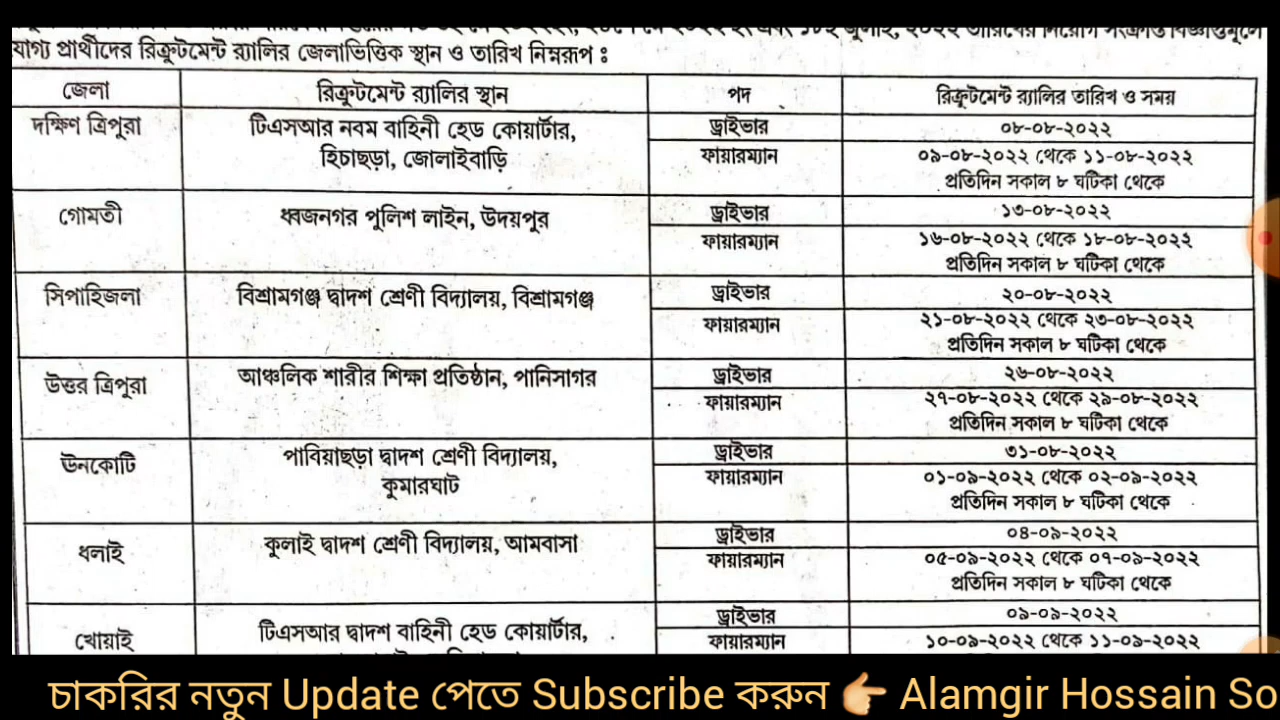 যোগ্য প্রার্থীদের রিক্রুটমেন্ট র‍্যালির জেলাভিত্তিক স্থান ও তারিখ নিম্নরূপ ঃ
জেলা রিক্রুটমেন্ট র‍্যালির স্থান পদ রিক্রুটমেন্ট র‍্যালির তারিখ ও সময়
দক্ষিণ ত্রিপুরা টিএসআর নবম বাহিনী হেড কোয়ার্টার, ড্রাইভার ০৮-০৮-২০২২
হিচাছড়া, জোলাইবাড়ি ফায়ারম্যান ০৯-০৮-২০২২ থেকে ১১-০৮-২০২২
প্রতিদিন সকাল ৮ ঘটিকা থেকে
গোমতী ধ্বজনগর পুলিশ লাইন, উদয়পুর ড্রাইভার ১৩-০৮-২০২২
ফায়ারম্যান ১৬-০৮-২০২২ থেকে ১৮-০৮-২০২২
প্রতিদিন সকাল ৮ ঘটিকা থেকে
সিপাহিজলা বিশ্রামগঞ্জ দ্বাদশ শ্রেণী বিদ্যালয়, বিশ্রামগঞ্জ ড্রাইভার ২০-০৮-২০২২
ফায়ারম্যান ২১-০৮-২০২২ থেকে ২৩-০৮-২০২২
প্রতিদিন সকাল ৮ ঘটিকা থেকে
উত্তর ত্রিপুরা আঞ্চলিক শারীর শিক্ষা প্রতিষ্ঠান, পানিসাগর ড্রাইভার ২৬-০৮-২০২২
ফায়ারম্যান ২৭-০৮-২০২২ থেকে ২৯-০৮-২০২২
প্রতিদিন সকাল ৮ ঘটিকা থেকে
ঊনকোটি পাবিয়াছড়া দ্বাদশ শ্রেণী বিদ্যালয়, ড্রাইভার ৩১-০৮-২০২২
কুমারঘাট ফায়ারম্যান ০১-০৯-২০২২ থেকে ০২-০৯-২০২২
প্রতিদিন সকাল ৮ ঘটিকা থেকে
ধলাই কুলাই দ্বাদশ শ্রেণী বিদ্যালয়, আমবাসা ড্রাইভার ০৪-০৯-২০২২
ফায়ারম্যান ০৫-০৯-২০২২ থেকে ০৭-০৯-২০২২
প্রতিদিন সকাল ৮ ঘটিকা থেকে
খোয়াই টিএসআর দ্বাদশ বাহিনী হেড কোয়ার্টার, ড্রাইভার ০৯-০৯-২০২২
ফায়ারম্যান ১০-০৯-২০২২ থেকে ১১-০৯-২০২২
চাকরির নতুন Update পেতে Subscribe করুন 👉 Alamgir Hossain So